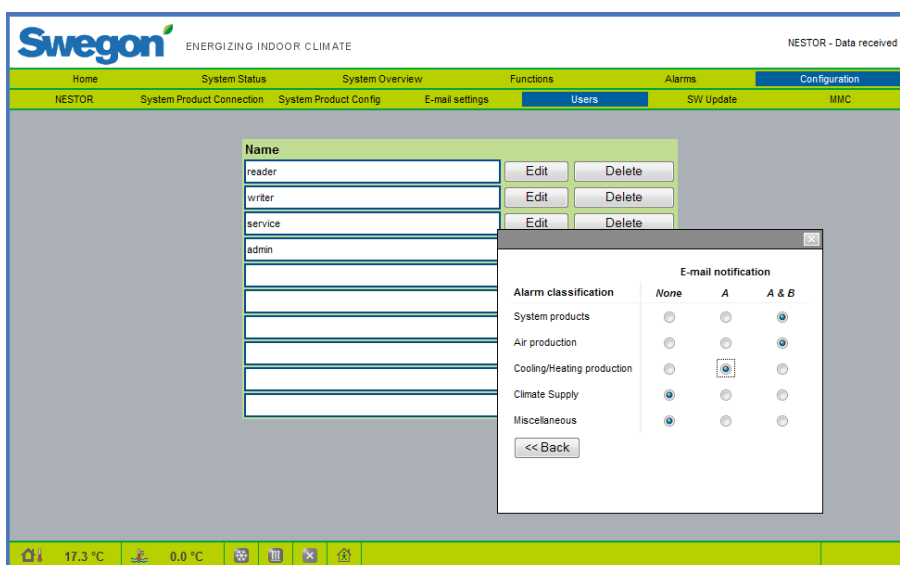 Swegon ENERGIZING INDOOR CLIMATE NESTOR - Data received
Home System Status System Overview Functions Alarms Configuration
NESTOR System Product Connection System Product Config E-mail settings Users SW Update MMC
Name
reader Edit Delete
writer Edit Delete
service Edit Delete
admin
E-mail notification
Alarm classification None A A & B
System products
Air production
Cooling/Heating production
Climate Supply
Miscellaneous
<< Back
17.3 °C 0.0 °C